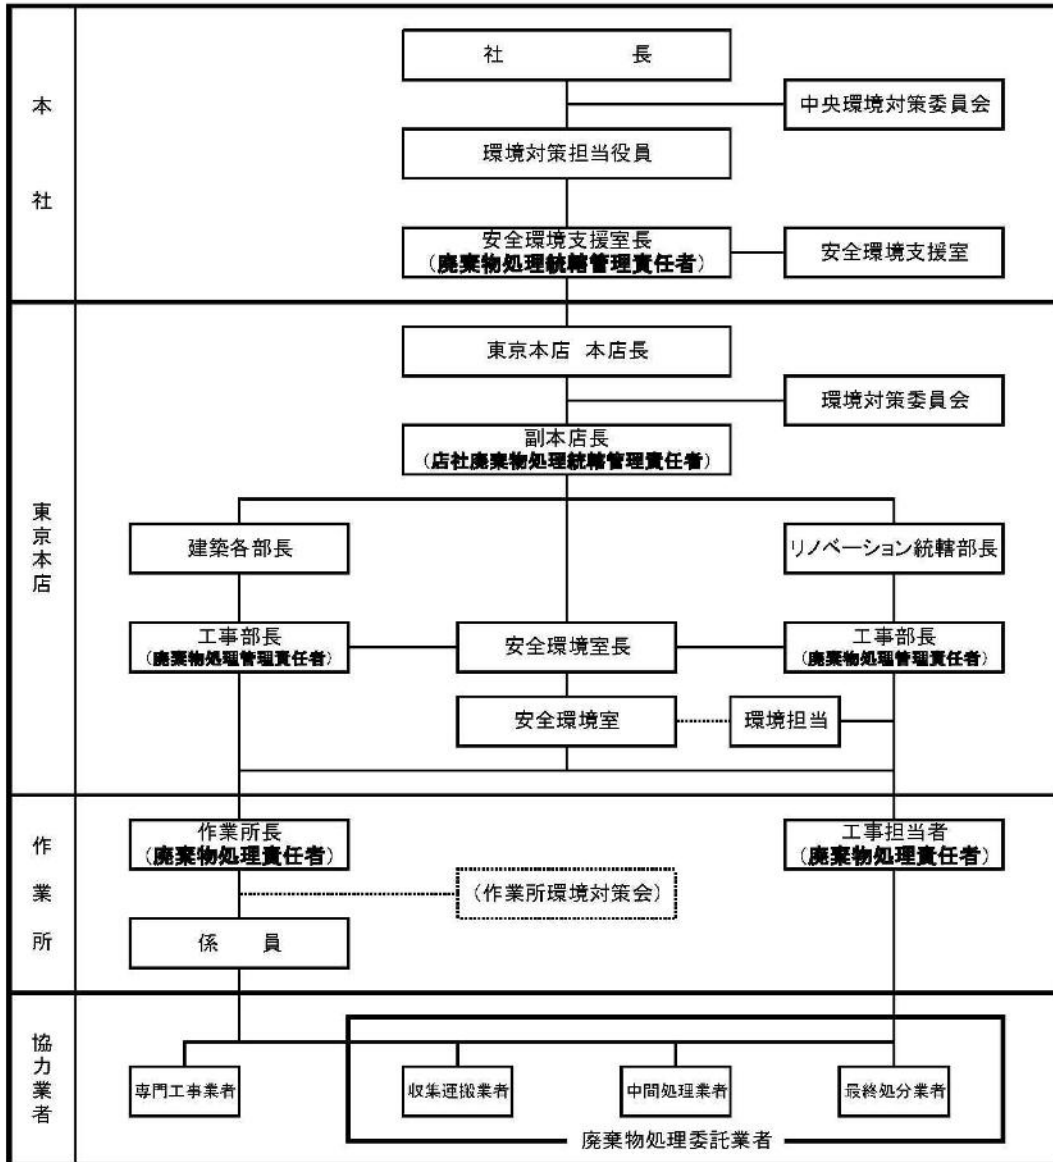 本社
社　長
中央環境対策委員会
環境対策担当役員
安全環境支援室長
（廃棄物処理統轄管理責任者）
安全環境支援室
東京本店
東京本店 本店長
環境対策委員会
副本店長
（店社廃棄物処理統轄管理責任者）
建築各部長
リノベーション統轄部長
工事部長
（廃棄物処理管理責任者）
安全環境室長
工事部長
（廃棄物処理管理責任者）
安全環境室
環境担当
作業所
作業所長
（廃棄物処理責任者）
工事担当者
（廃棄物処理責任者）
（作業所環境対策会）
係　員
協力業者
専門工事業者
収集運搬業者
中間処理業者
最終処分業者
廃棄物処理委託業者